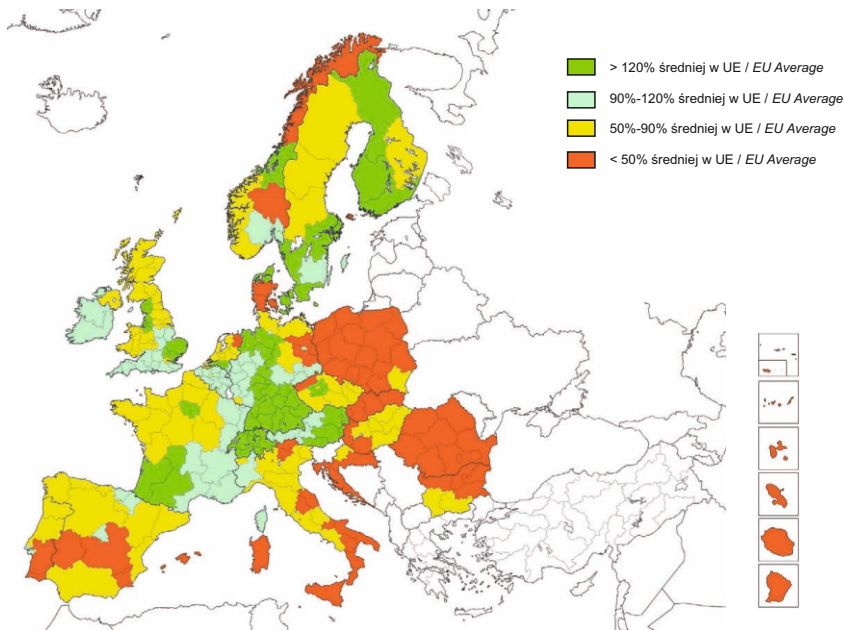 > 120% średniej w UE / EU Average
90%-120% średniej w UE / EU Average
50%-90% średniej w UE / EU Average
< 50% średniej w UE / EU Average